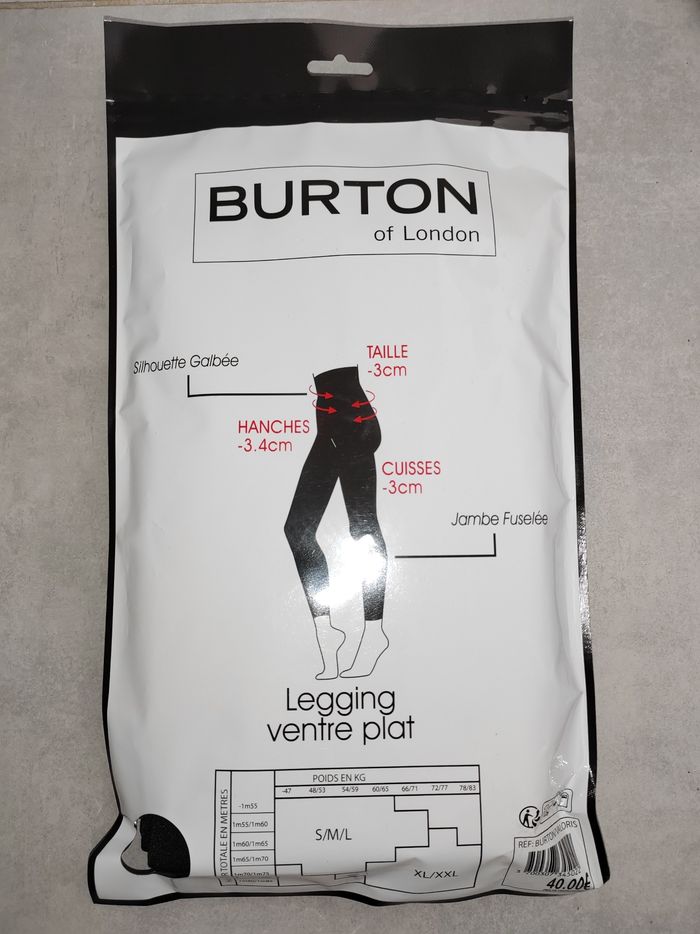 BURTON
of London
Silhouette Galbée
TAILLE
-3cm
HANCHES
-3.4cm
CUISSES
-3cm
Jambe Fuselée
Legging
ventre plat
POIDS EN KG
-47 48/53 54/59 60/65 66/71 72/77 78/83
TOTALE EN METRES
-1m55
1m55/1m60
1m60/1m65
1m65/1m70
1m70/1m75
S/M/L
XL/XXL
40.00€